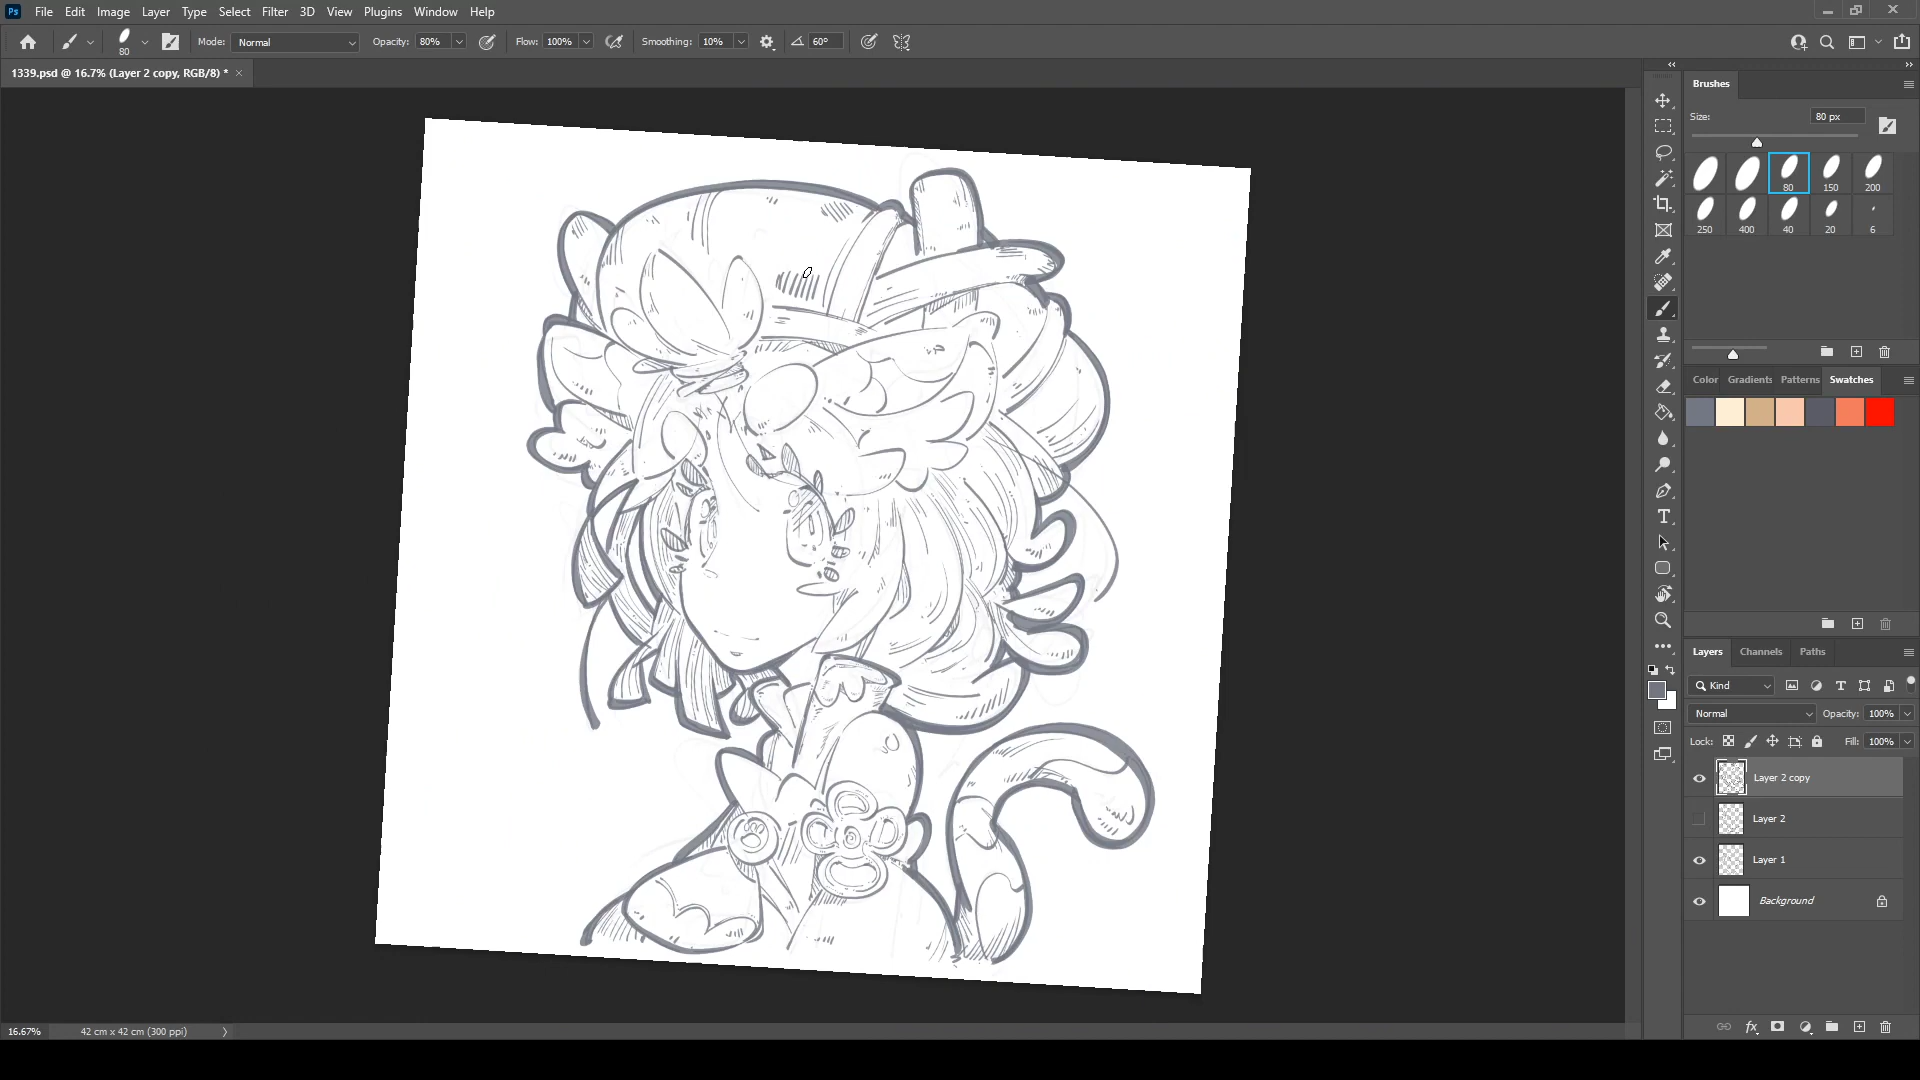 Ps File Edit Image Layer Type Select Filter 3D View Plugins Window Help
80 Mode: Normal Opacity: 80% Flow: 100% Smoothing: 10% 60°
1339.psd @ 16.7% (Layer 2 copy, RGB/8) *
Brushes
Size: 80 px
80 150 200
250 400 40 20 6
Color Gradients Patterns Swatches
Layers Channels Paths
Kind
Normal Opacity: 100%
Lock: Fill: 100%
Layer 2 copy
Layer 2
Layer 1
Background
16.67% 42 cm x 42 cm (300 ppi)